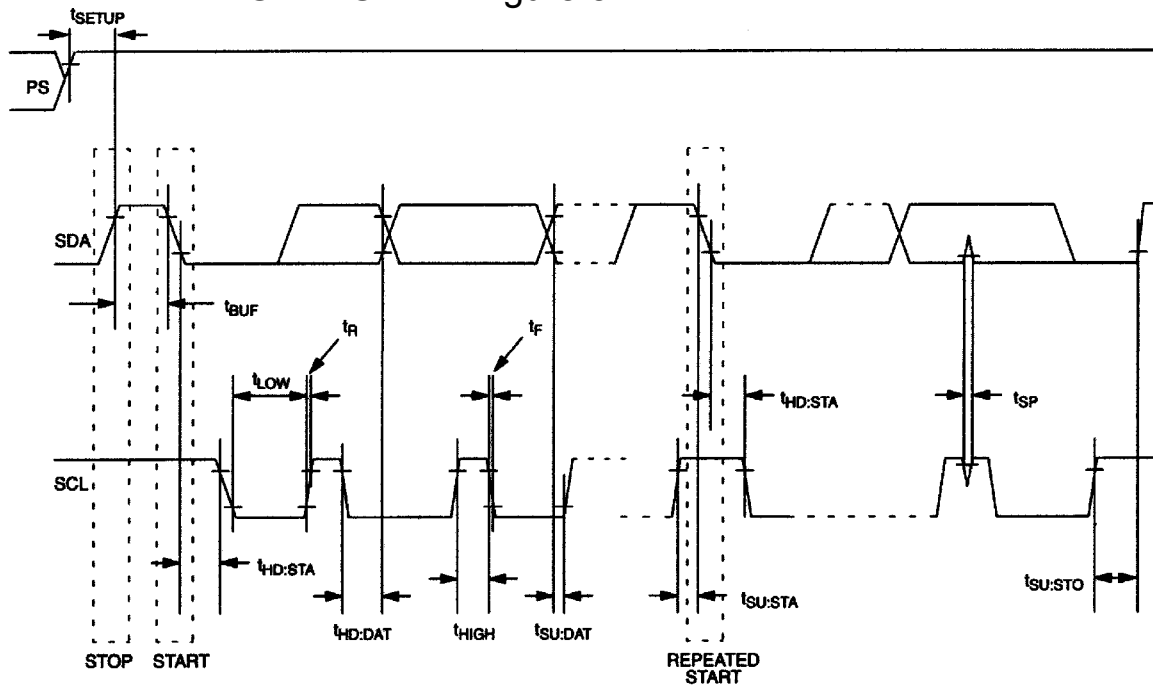 tSETUP
PS
SDA
tBUF
tR
tF
tLOW
tHD:STA
tSP
SCL
tHD:STA
tSU:STA
tSU:STO
tHD:DAT
tHIGH
tSU:DAT
STOP
START
REPEATED
START